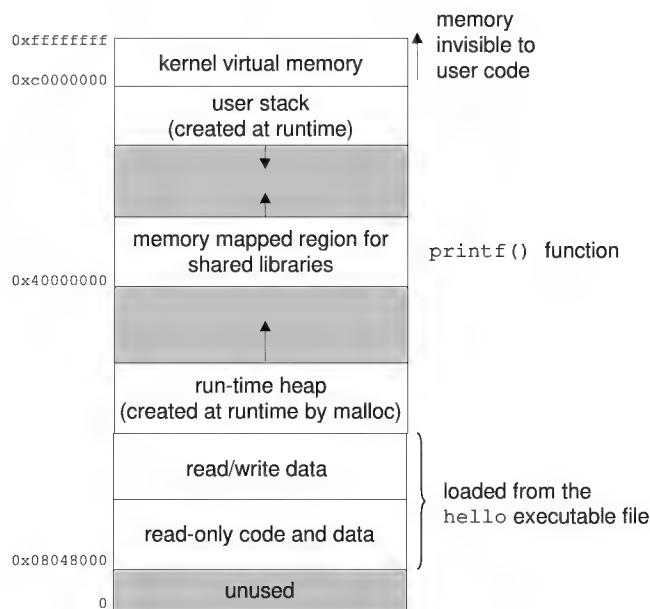 0xffffffff
0xc0000000
kernel virtual memory
memory
invisible to
user code
user stack
(created at runtime)
memory mapped region for
shared libraries
printf() function
0x40000000
run-time heap
(created at runtime by malloc)
read/write data
read-only code and data
loaded from the
hello executable file
0x08048000
unused
0